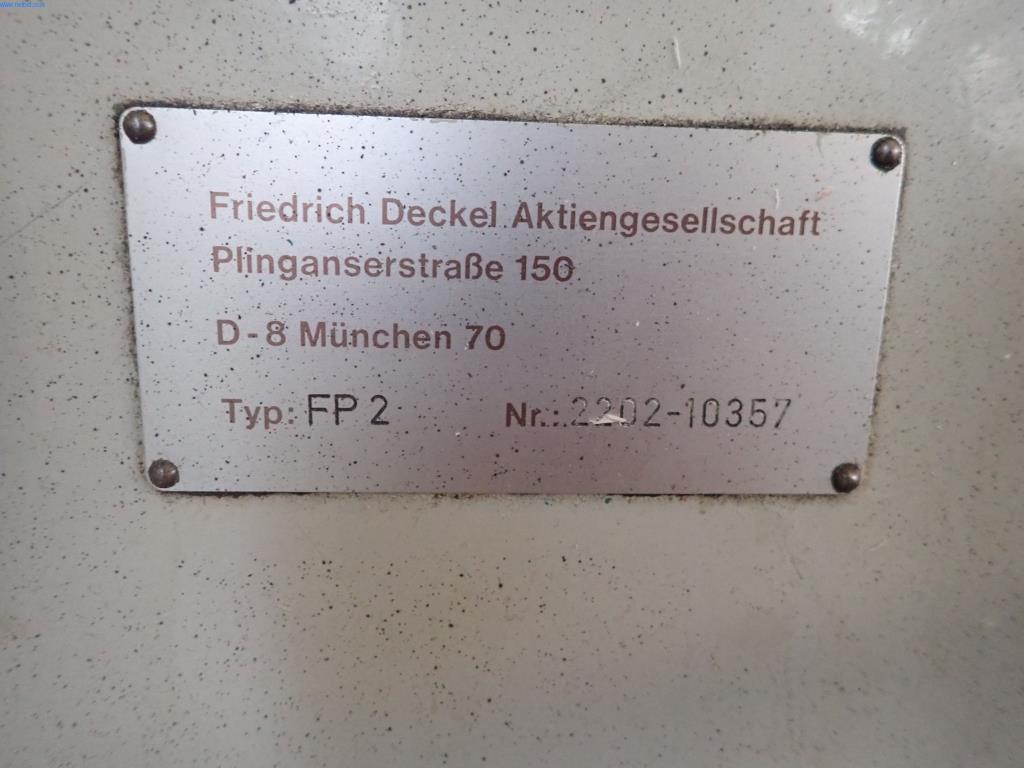 Friedrich Deckel Aktiengesellschaft
Plinganserstraße 150
D-8 München 70
Typ: FP 2 Nr.: 2202-10357